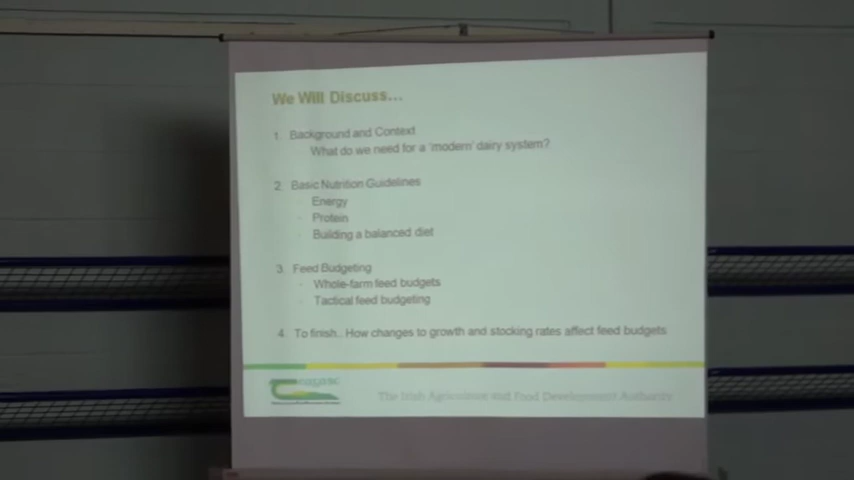 We Will Discuss...
1. Background and Context
What do we need for a 'modern' dairy system?
2. Basic Nutrition Guidelines
· Energy
· Protein
· Building a balanced diet
3. Feed Budgeting
· Whole-farm feed budgets
· Tactical feed budgeting
4. To finish.. How changes to growth and stocking rates affect feed budgets
The Irish Agriculture and Food Development Authority